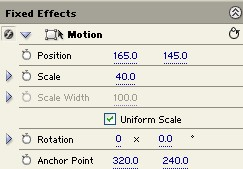 Fixed Effects
Motion
Position 165.0 145.0
Scale 40.0
Scale Width 100.0
Uniform Scale
Rotation 0 x 0.0 °
Anchor Point 320.0 240.0